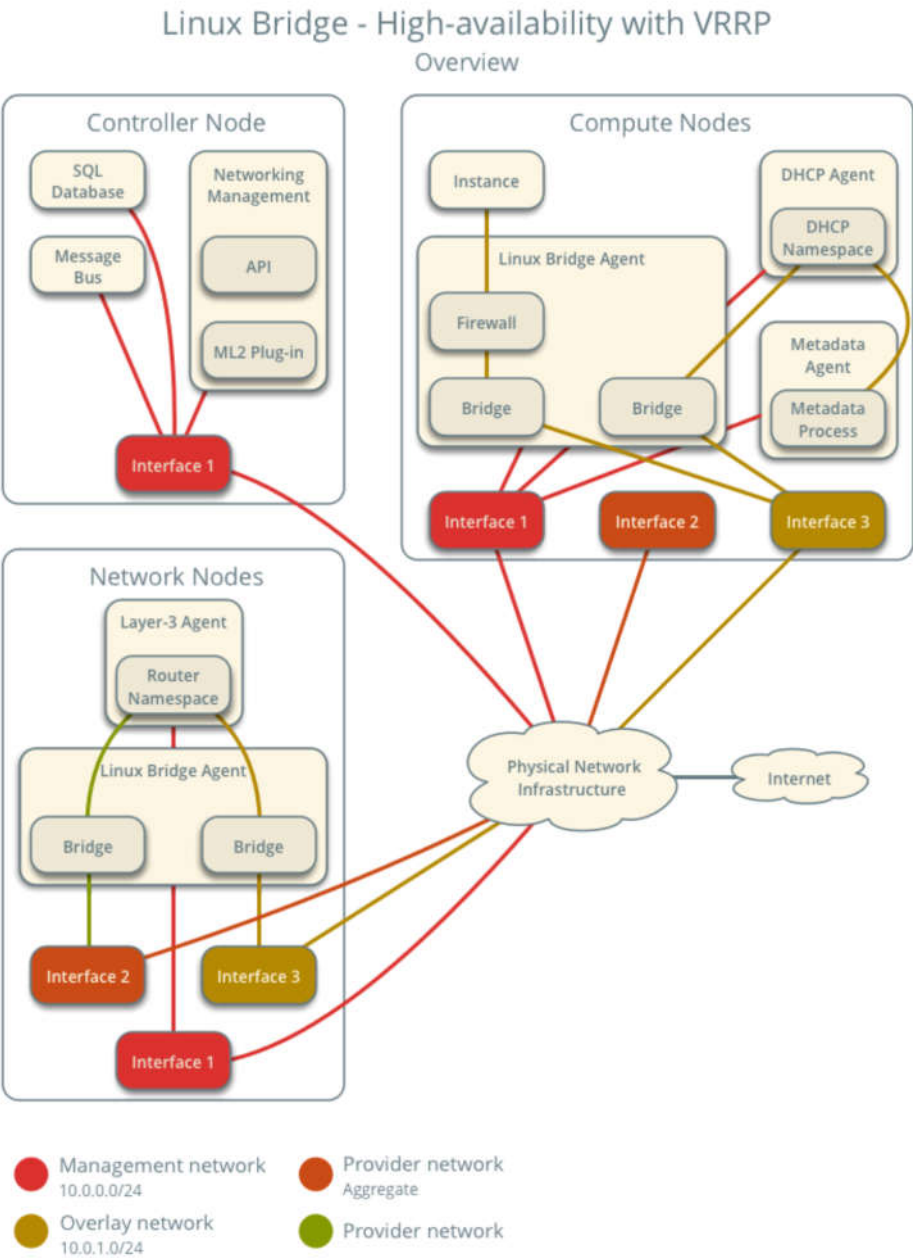 Linux Bridge - High-availability with VRRP
Overview
Controller Node
SQL
Database
Networking
Management
Message
Bus
API
ML2 Plug-in
Interface 1
Compute Nodes
Instance
DHCP Agent
DHCP
Namespace
Linux Bridge Agent
Firewall
Metadata
Agent
Bridge
Bridge
Metadata
Process
Interface 1
Interface 2
Interface 3
Network Nodes
Layer-3 Agent
Router
Namespace
Linux Bridge Agent
Bridge
Bridge
Interface 2
Interface 3
Interface 1
Physical Network
Infrastructure
Internet
Management network
10.0.0.0/24
Provider network
Aggregate
Overlay network
10.0.1.0/24
Provider network